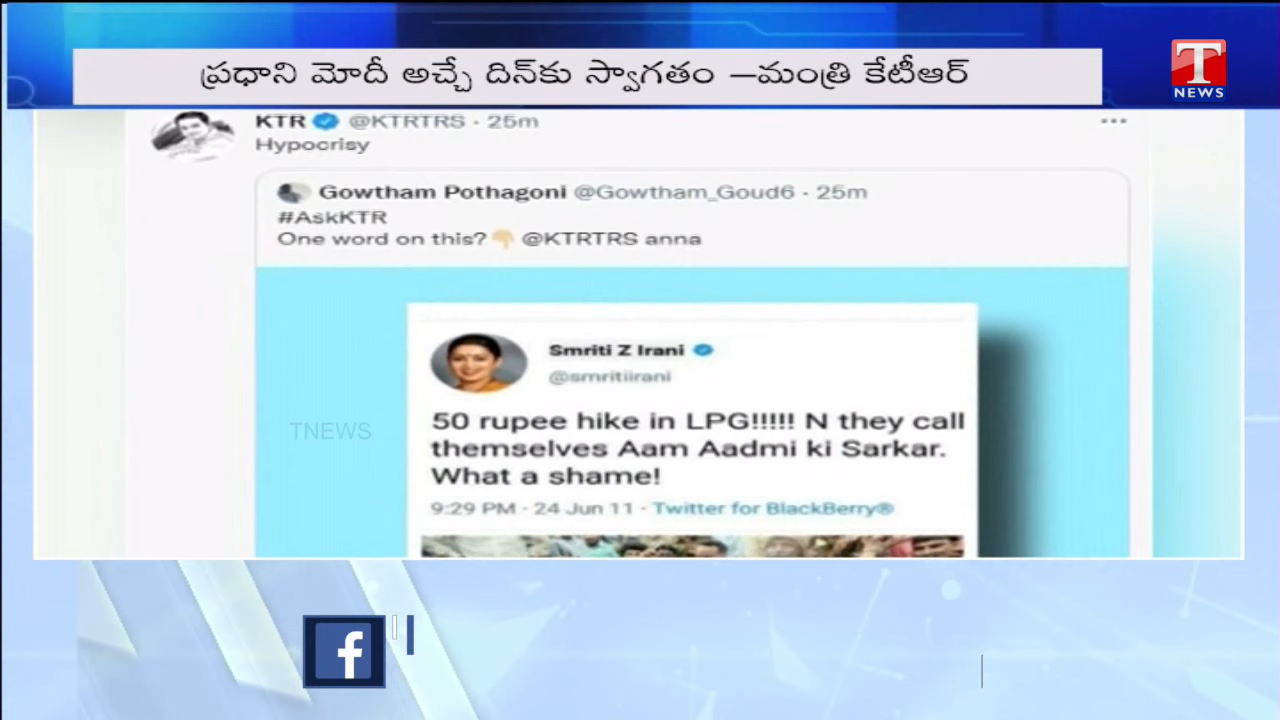 ప్రధాని మోదీ అచ్ఛే దిన్‌కు స్వాగతం –మంత్రి కేటీఆర్
T
NEWS
KTR @KTRTRS · 25m
Hypocrisy
Gowtham Pothagoni @Gowtham_Goud6 · 25m
#AskKTR
One word on this? @KTRTRS anna
Smriti Z Irani
@smritiirani
TNEWS
50 rupee hike in LPG!!!!! N they call
themselves Aam Aadmi ki Sarkar.
What a shame!
9:29 PM · 24 Jun 11 · Twitter for BlackBerry®
f